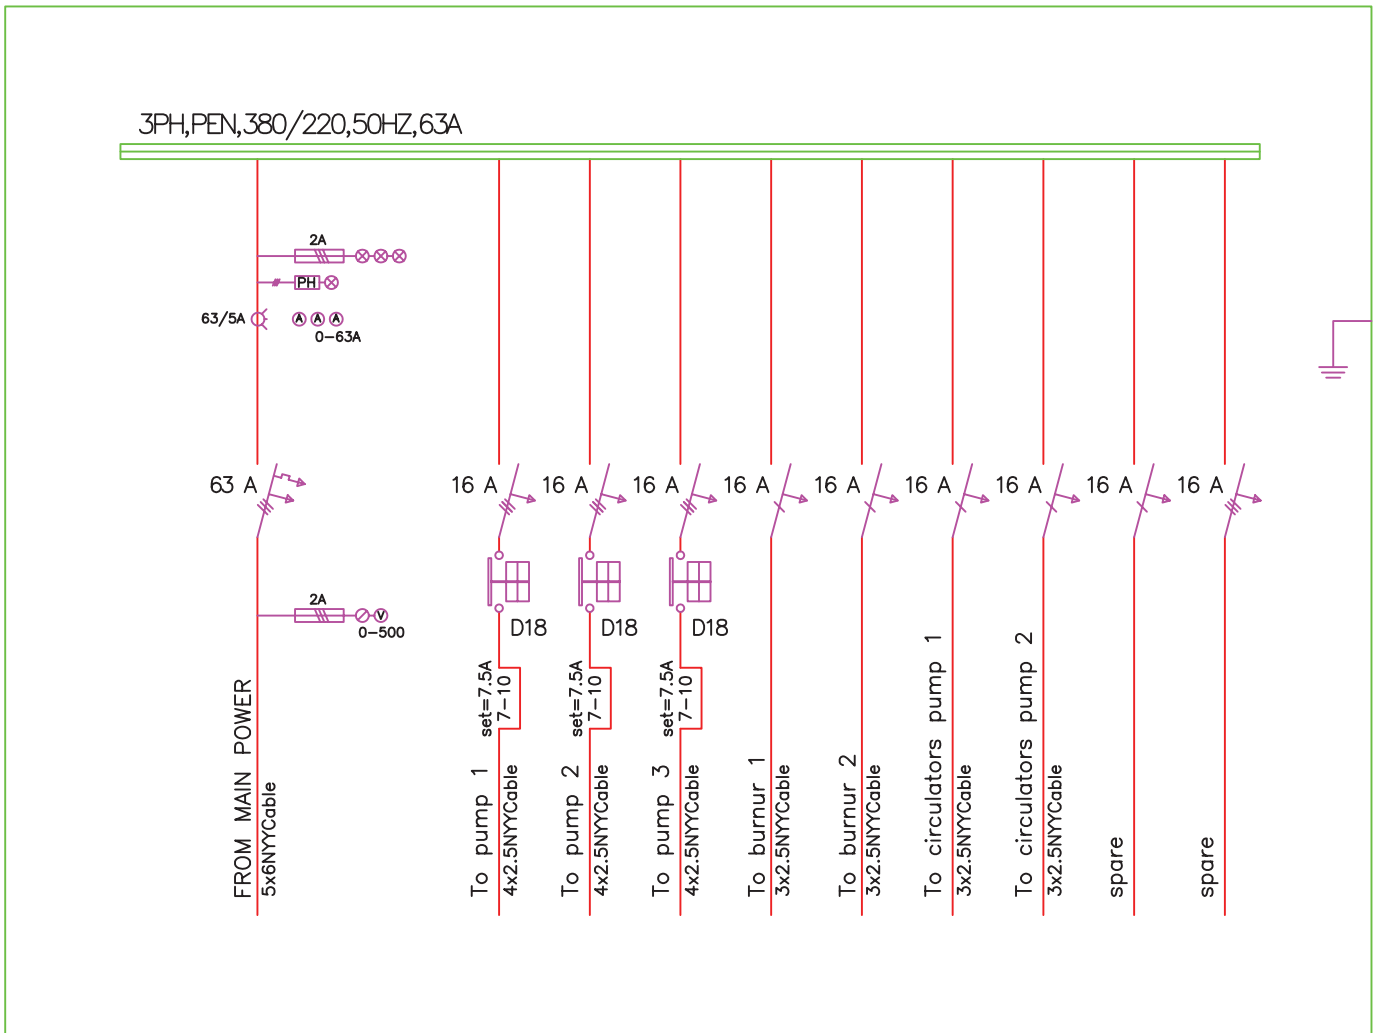 3PH,PEN,380/220,50HZ,63A
2A
PH
63/5A
A A A
0-63A
63 A
16 A
16 A
16 A
16 A
16 A
16 A
16 A
16 A
16 A
2A
V
0-500
D18
D18
D18
set=7.5A
7-10
set=7.5A
7-10
set=7.5A
7-10
FROM MAIN POWER
5x6NYYCable
To pump 1
4x2.5NYYCable
To pump 2
4x2.5NYYCable
To pump 3
4x2.5NYYCable
To burnur 1
3x2.5NYYCable
To burnur 2
3x2.5NYYCable
To circulators pump 1
3x2.5NYYCable
To circulators pump 2
3x2.5NYYCable
spare
spare